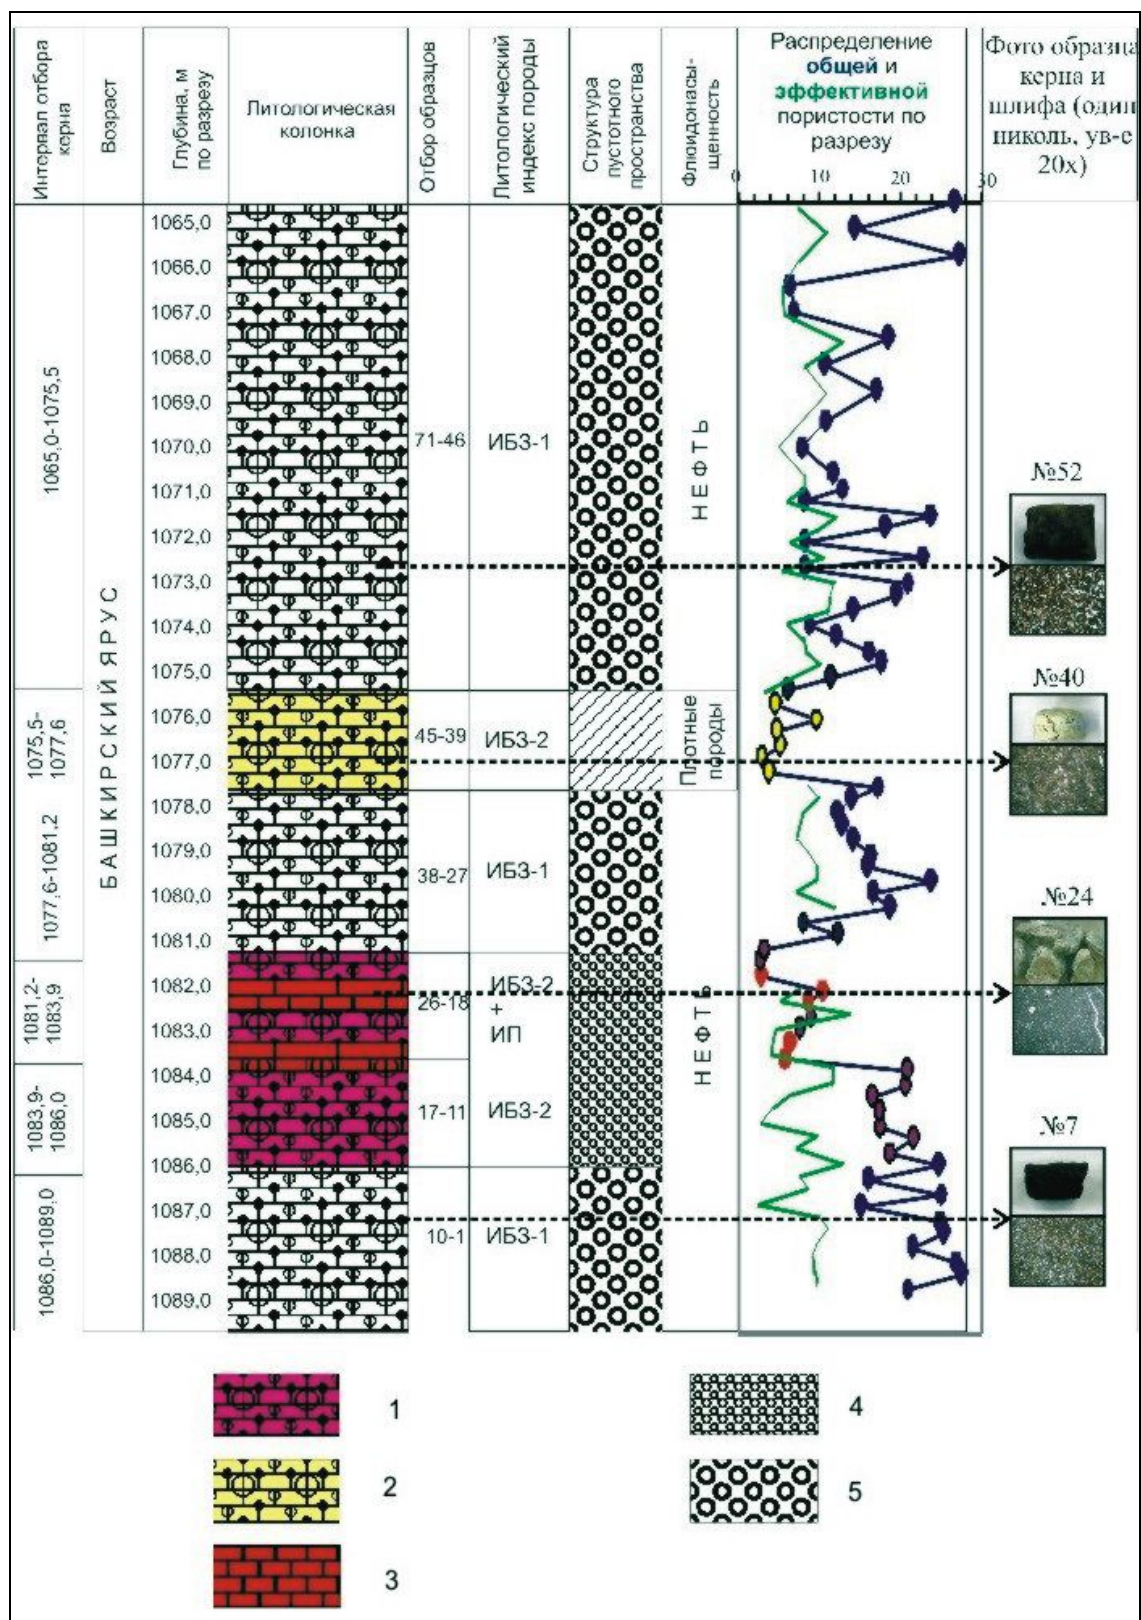 Интервал отбора
керна
Возраст
Глубина, м
по разрезу
Литологическая
колонка
Отбор образцов
Литологический
индекс породы
Структура
пустотного
пространства
Флюидонасы-
щенность
Распределение
общей и
эффективной
пористости по
разрезу
0 10 20 30
Фото образца
керна и
шлифа (один
николь, ув-е
20x)
1065,0-1075,5
1075,5-
1077,6
1077,6-1081,2
1081,2-
1083,9
1083,9-
1086,0
1086,0-1089,0
БАШКИРСКИЙ ЯРУС
1065,0
1066,0
1067,0
1068,0
1069,0
1070,0
1071,0
1072,0
1073,0
1074,0
1075,0
1076,0
1077,0
1078,0
1079,0
1080,0
1081,0
1082,0
1083,0
1084,0
1085,0
1086,0
1087,0
1088,0
1089,0
71-46
45-39
38-27
26-18
17-11
10-1
ИБЗ-1
ИБЗ-2
ИБЗ-1
ИБЗ-2
+
ИП
ИБЗ-2
ИБЗ-1
НЕФТЬ
Плотные
породы
НЕФТЬ
№52
№40
№24
№7
1
2
3
4
5